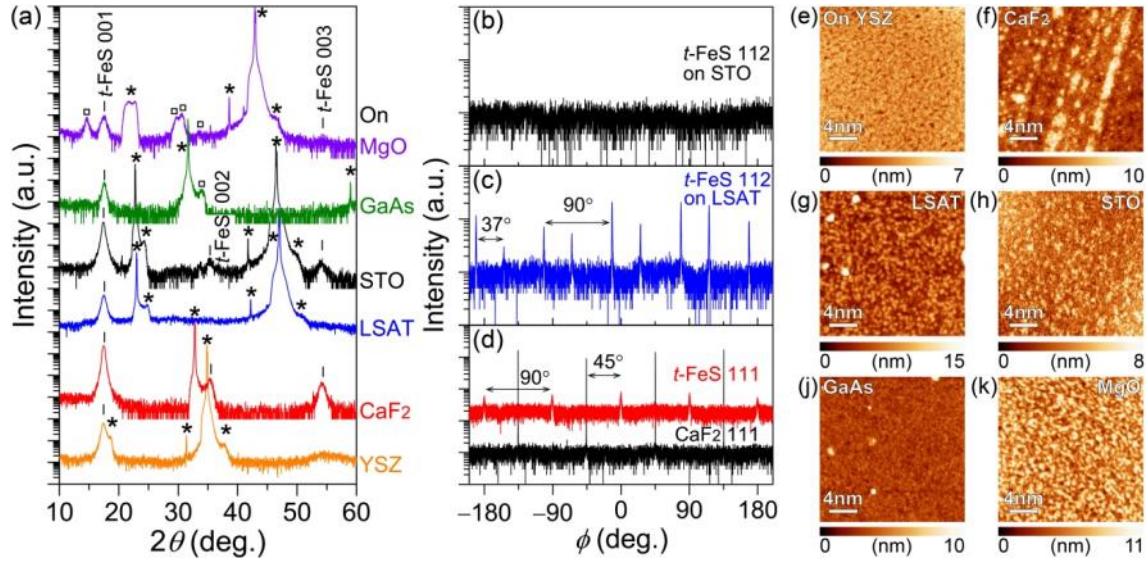 (a)
Intensity (a.u.)
t-FeS 001
t-FeS 003
On
MgO
GaAs
t-FeS 002
STO
LSAT
CaF2
YSZ
10 20 30 40 50 60
2θ (deg.)
(b)
t-FeS 112
on STO
Intensity (a.u.)
(c)
t-FeS 112
on LSAT
37°
90°
(d)
90°
45°
t-FeS 111
CaF2 111
−180 −90 0 90 180
ϕ (deg.)
(e)
On YSZ
4nm
0 (nm) 7
(f)
CaF2
4nm
0 (nm) 10
(g)
LSAT
4nm
0 (nm) 15
(h)
STO
4nm
0 (nm) 8
(j)
GaAs
4nm
0 (nm) 10
(k)
MgO
4nm
0 (nm) 11